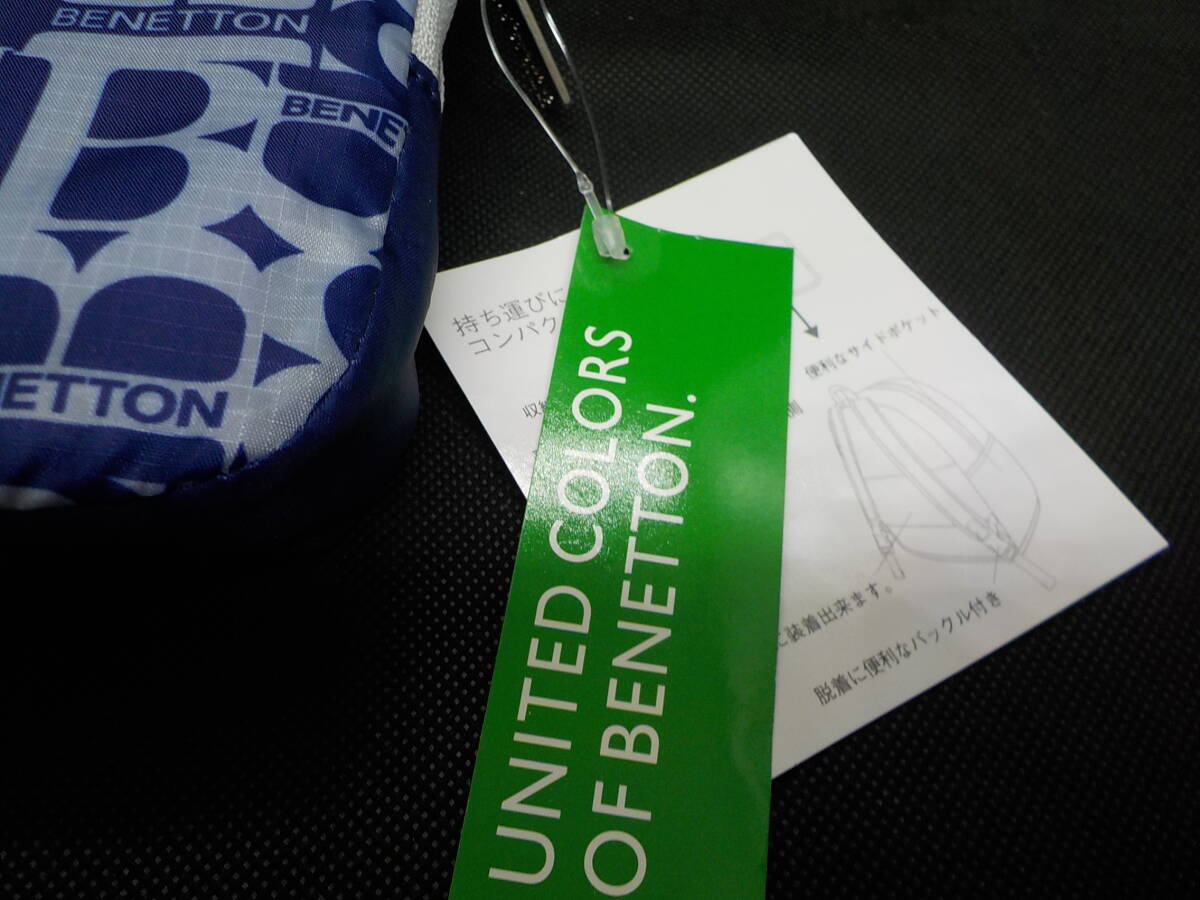 BENETTON
B
BENE
NETTON
UNITED COLORS
OF BENETTON.
持ち運びに
コンパク
収
便利なサイドポケット
に装着出来ます。
脱着に便利なバックル付き